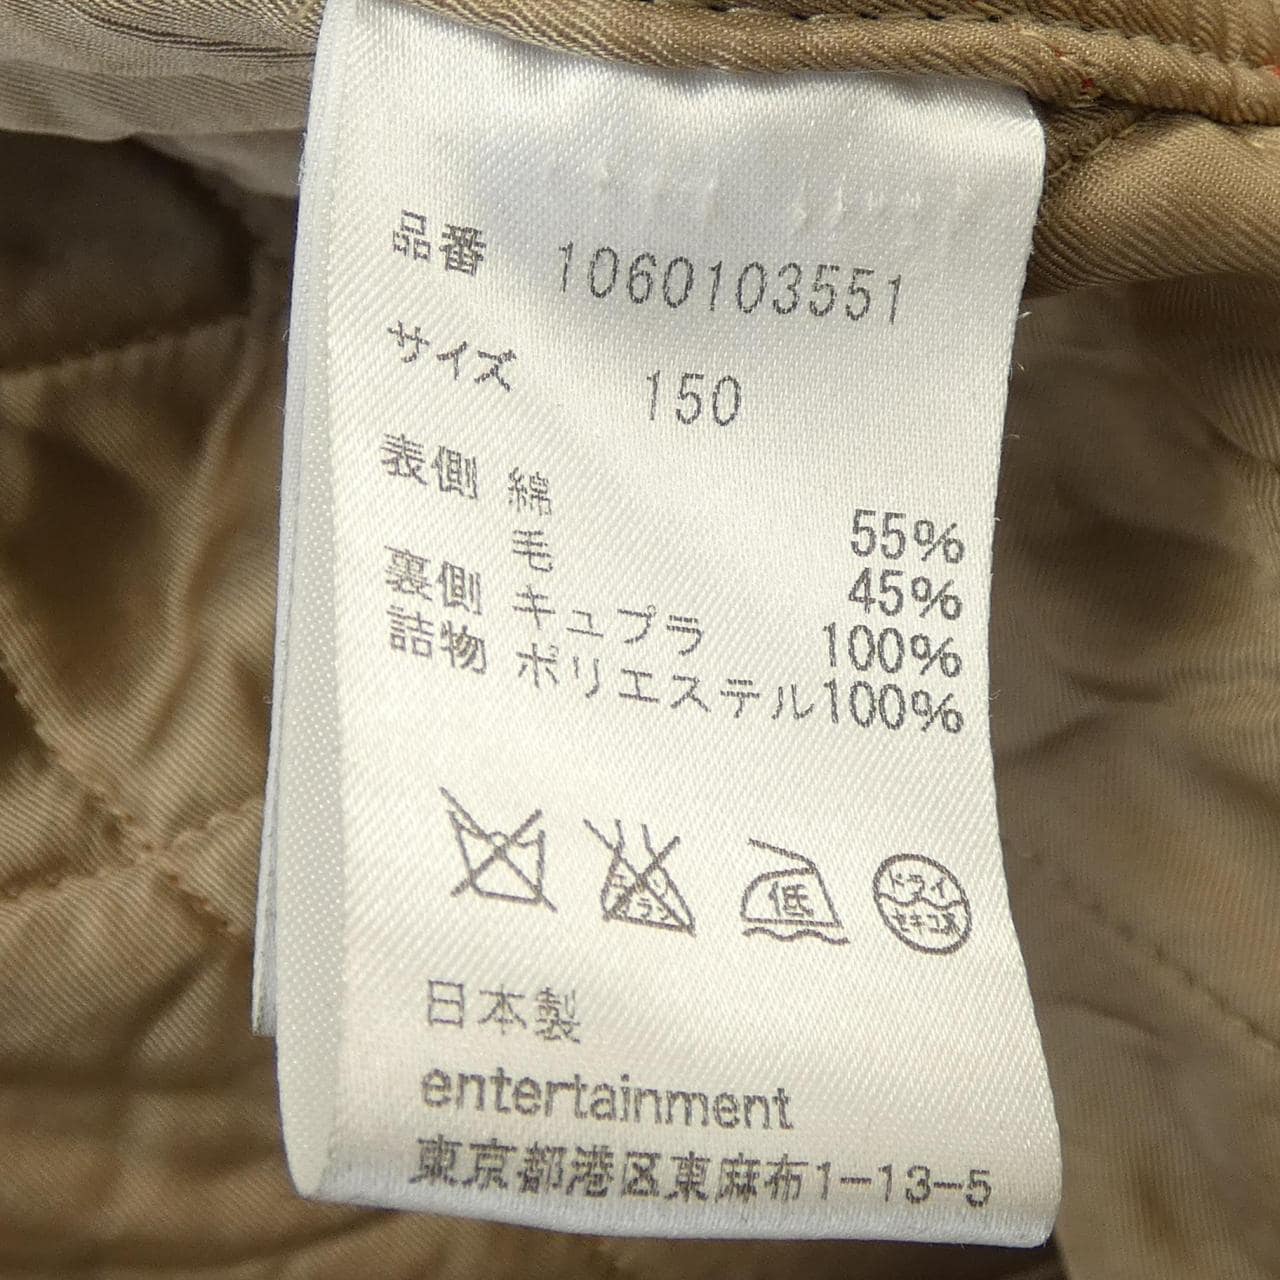 品番 1060103551
サイズ 150
表側 綿 55%
毛 45%
裏側 キュプラ 100%
詰物 ポリエステル 100%
低
ドライ
セキユ系
日本製
entertainment
東京都港区東麻布1-13-5